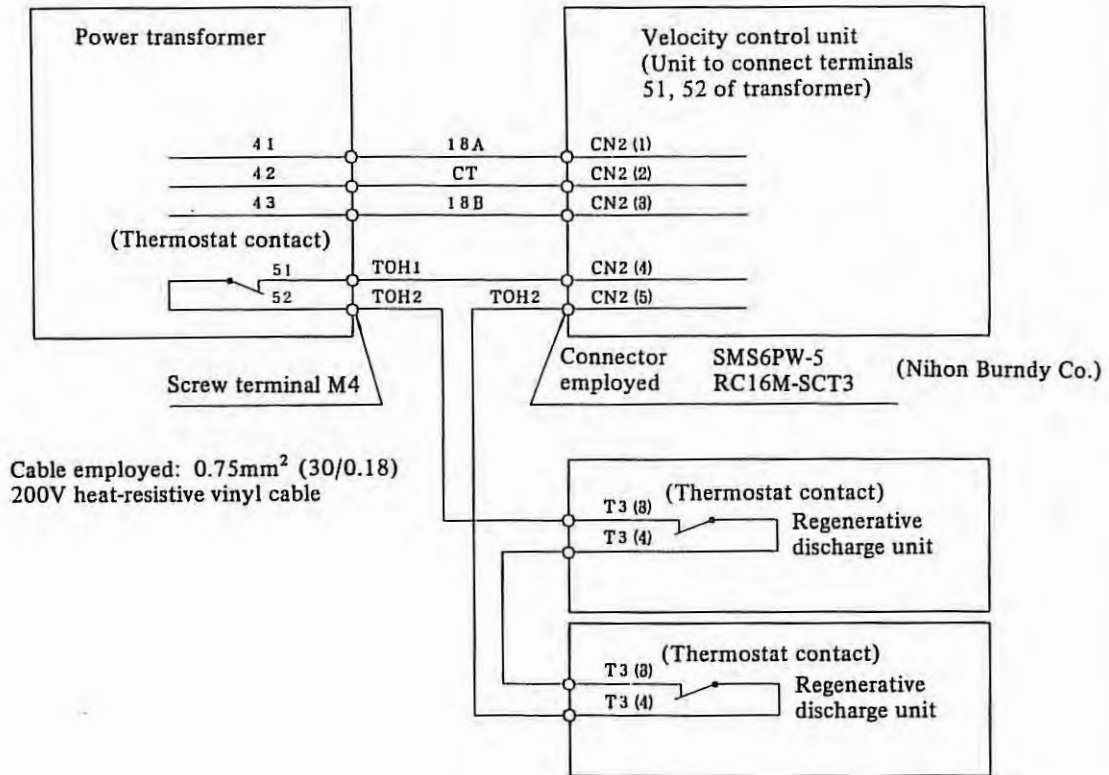 Power transformer
Velocity control unit
(Unit to connect terminals
51, 52 of transformer)
41
18A
CN2 (1)
42
CT
CN2 (2)
43
18B
CN2 (3)
(Thermostat contact)
51
TOH1
CN2 (4)
52
TOH2
TOH2
CN2 (5)
Screw terminal M4
Connector
employed
SMS6PW-5
RC16M-SCT3
(Nihon Burndy Co.)
Cable employed: 0.75mm² (30/0.18)
200V heat-resistive vinyl cable
(Thermostat contact)
T3 (3)
T3 (4)
Regenerative
discharge unit
(Thermostat contact)
T3 (3)
T3 (4)
Regenerative
discharge unit